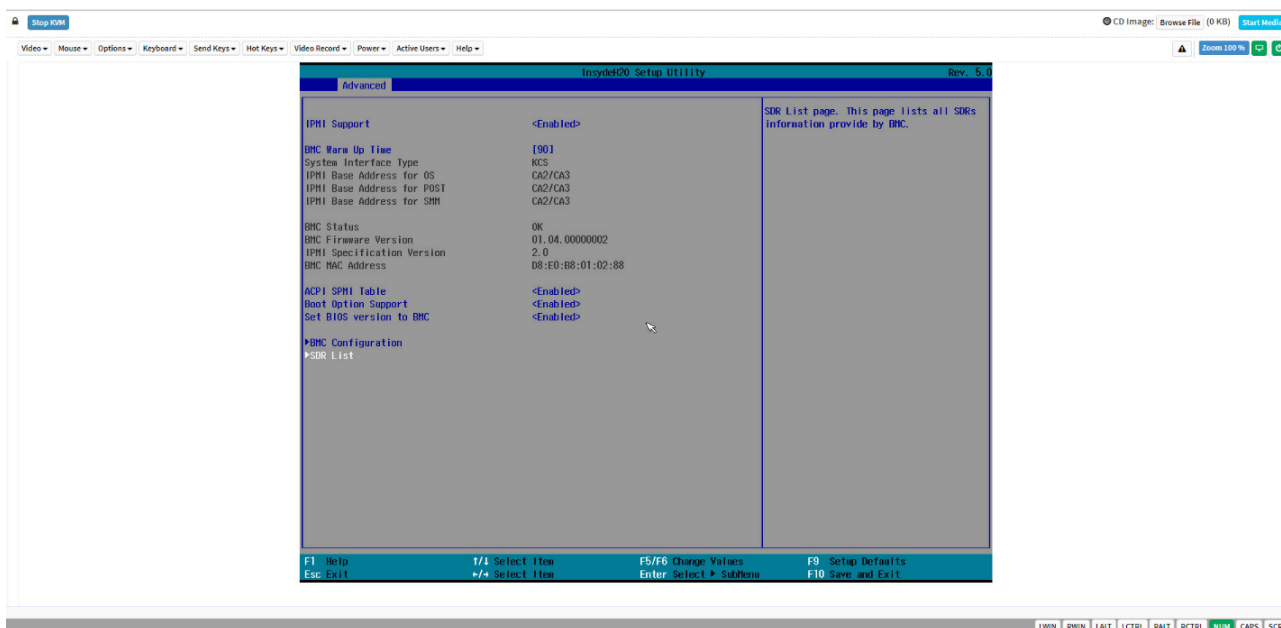 Stop KVM
CD Image: Browse File (0 KB) Start Media
Video Mouse Options Keyboard Send Keys Hot Keys Video Record Power Active Users Help
Zoom 100 %
InsydeH20 Setup Utility Rev. 5.0
Advanced
SDR List page. This page lists all SDRs
information provide by BMC.
IPMI Support <Enabled>
BMC Warm Up Time [90]
System Interface Type KCS
IPMI Base Address for OS CA2/CA3
IPMI Base Address for POST CA2/CA3
IPMI Base Address for SMM CA2/CA3
BMC Status OK
BMC Firmware Version 01.04.00000002
IPMI Specification Version 2.0
BMC MAC Address D8:E0:B8:01:02:88
ACPI SPMI Table <Enabled>
Boot Option Support <Enabled>
Set BIOS version to BMC <Enabled>
BMC Configuration
SDR List
F1 Help ↑/↓ Select Item F5/F6 Change Values F9 Setup Defaults
Esc Exit Select Item Enter Select ▶ SubMenu F10 Save and Exit
LWIN RWIN LALT LCTRL RALT RCTRL NUM CAPS